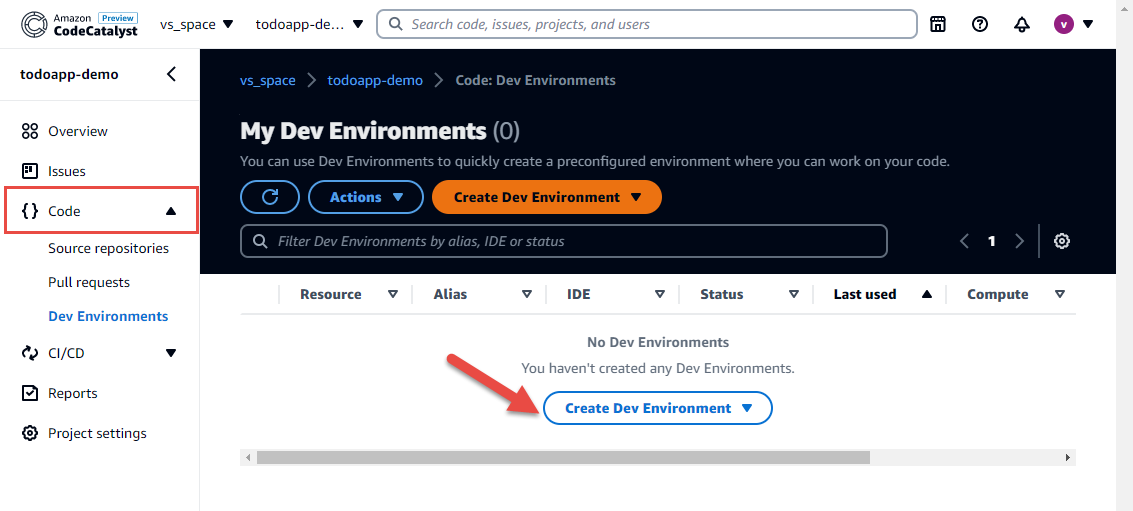 Amazon Preview
CodeCatalyst
vs_space
todoapp-de...
Search code, issues, projects, and users
v
todoapp-demo
Overview
Issues
Code
Source repositories
Pull requests
Dev Environments
CI/CD
Reports
Project settings
vs_space
todoapp-demo
Code: Dev Environments
My Dev Environments (0)
You can use Dev Environments to quickly create a preconfigured environment where you can work on your code.
Actions
Create Dev Environment
Filter Dev Environments by alias, IDE or status
1
Resource
Alias
IDE
Status
Last used
Compute
No Dev Environments
You haven't created any Dev Environments.
Create Dev Environment